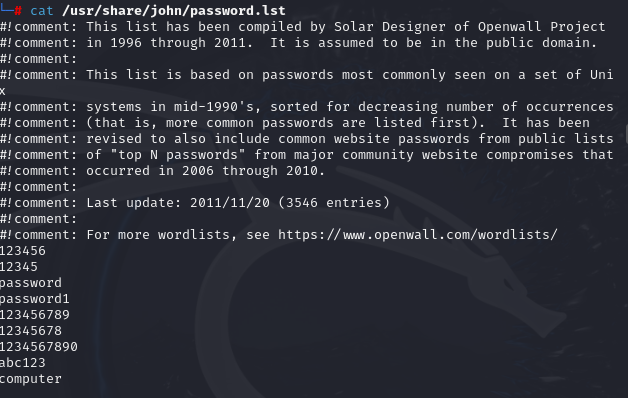 └─# cat /usr/share/john/password.lst
#!comment: This list has been compiled by Solar Designer of Openwall Project
#!comment: in 1996 through 2011.  It is assumed to be in the public domain.
#!comment:
#!comment: This list is based on passwords most commonly seen on a set of Uni
x
#!comment: systems in mid-1990's, sorted for decreasing number of occurrences
#!comment: (that is, more common passwords are listed first).  It has been
#!comment: revised to also include common website passwords from public lists
#!comment: of "top N passwords" from major community website compromises that
#!comment: occurred in 2006 through 2010.
#!comment:
#!comment: Last update: 2011/11/20 (3546 entries)
#!comment:
#!comment: For more wordlists, see https://www.openwall.com/wordlists/
123456
12345
password
password1
123456789
12345678
1234567890
abc123
computer